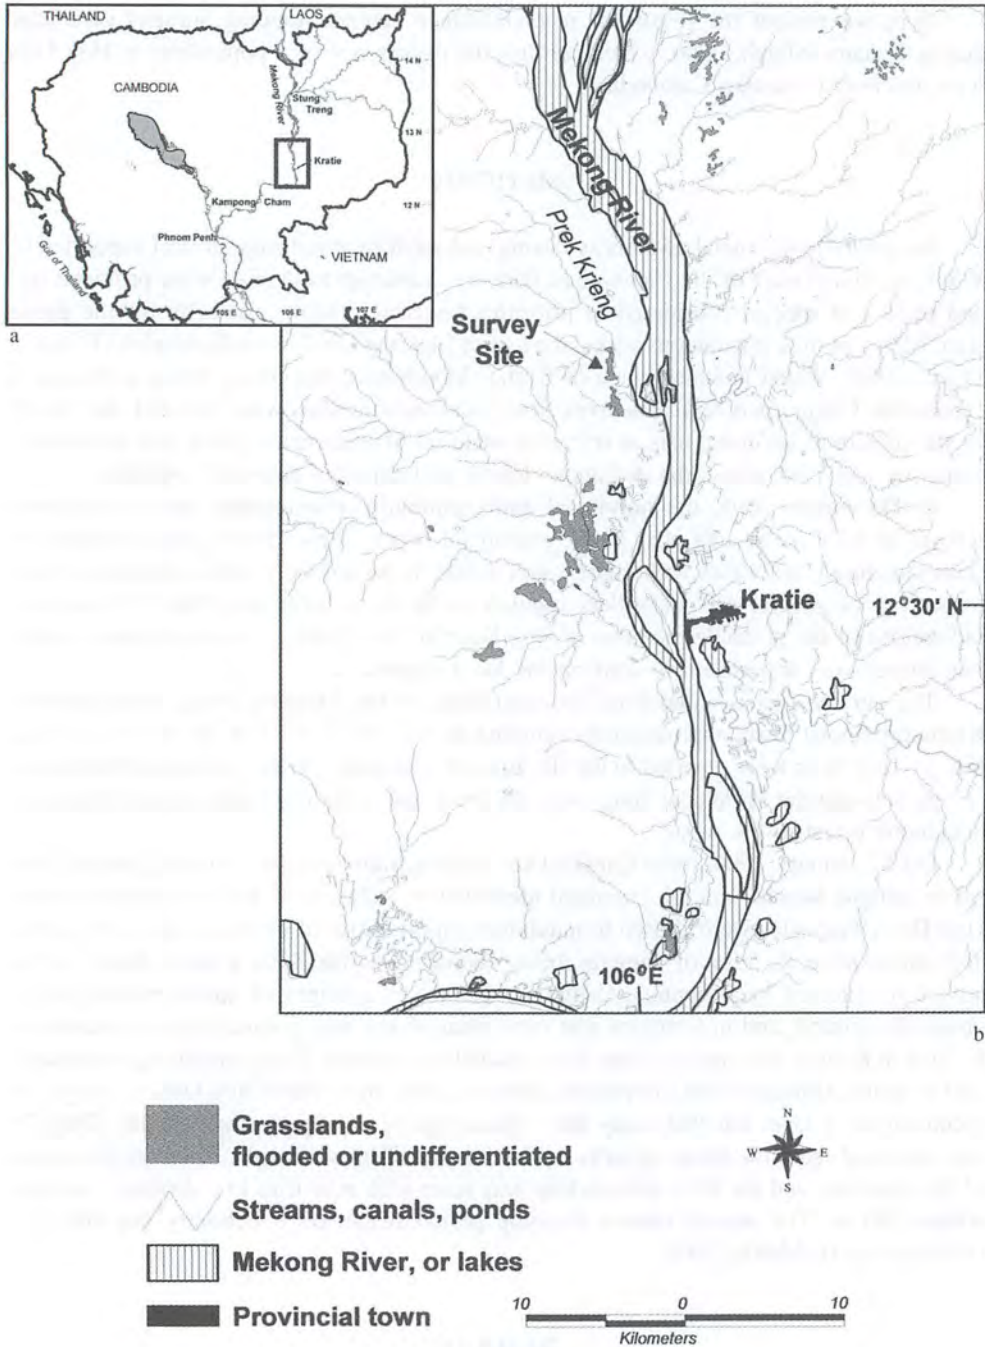 THAILAND
LAOS
CAMBODIA
Mekong River
Stung
Treng
Kratie
Kampong
Cham
Phnom Penh
VIETNAM
Gulf of Thailand
14 N
13 N
12 N
105 E
106 E
107 E
a
Mekong River
Prek Krieng
Survey
Site
Kratie
12°30' N
106°E
b
Grasslands,
flooded or undifferentiated
Streams, canals, ponds
Mekong River, or lakes
Provincial town
N
W E
S
10 0 10
Kilometers